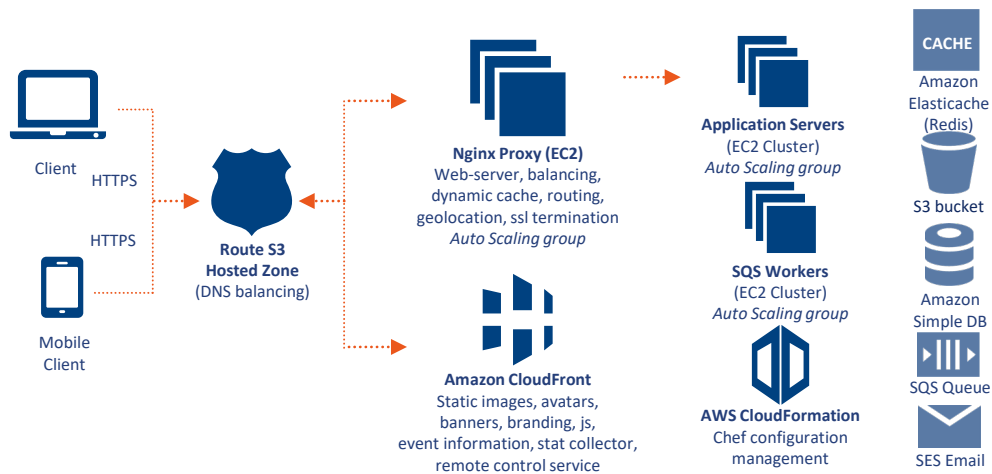 Client
HTTPS
HTTPS
Mobile
Client
Route S3
Hosted Zone
(DNS balancing)
Nginx Proxy (EC2)
Web-server, balancing,
dynamic cache, routing,
geolocation, ssl termination
Auto Scaling group
Amazon CloudFront
Static images, avatars,
banners, branding, js,
event information, stat collector,
remote control service
Application Servers
(EC2 Cluster)
Auto Scaling group
SQS Workers
(EC2 Cluster)
Auto Scaling group
AWS CloudFormation
Chef configuration
management
CACHE
Amazon
Elasticache
(Redis)
S3 bucket
Amazon
Simple DB
SQS Queue
SES Email